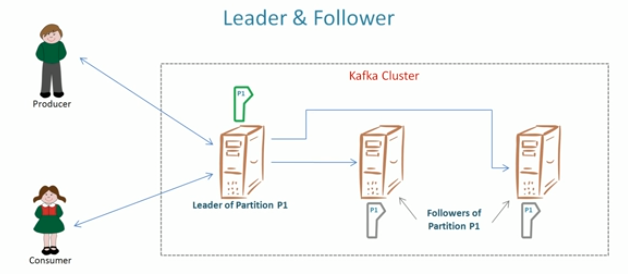 Leader & Follower
Kafka Cluster
P1
Producer
Leader of Partition P1
P1
Followers of
Partition P1
P1
Consumer